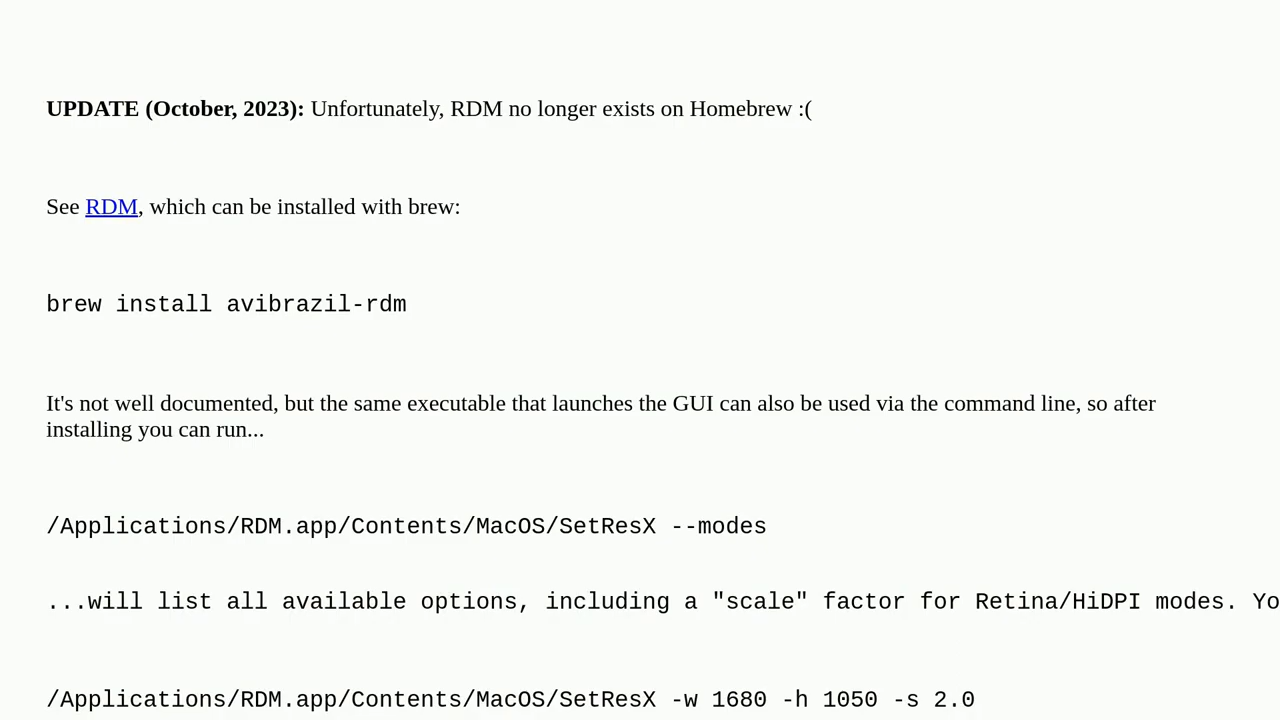 UPDATE (October, 2023): Unfortunately, RDM no longer exists on Homebrew :(
See RDM, which can be installed with brew:
brew install avibrazil-rdm
It's not well documented, but the same executable that launches the GUI can also be used via the command line, so after
installing you can run...
/Applications/RDM.app/Contents/MacOS/SetResX --modes
...will list all available options, including a "scale" factor for Retina/HiDPI modes. Yo
/Applications/RDM.app/Contents/MacOS/SetResX -w 1680 -h 1050 -s 2.0